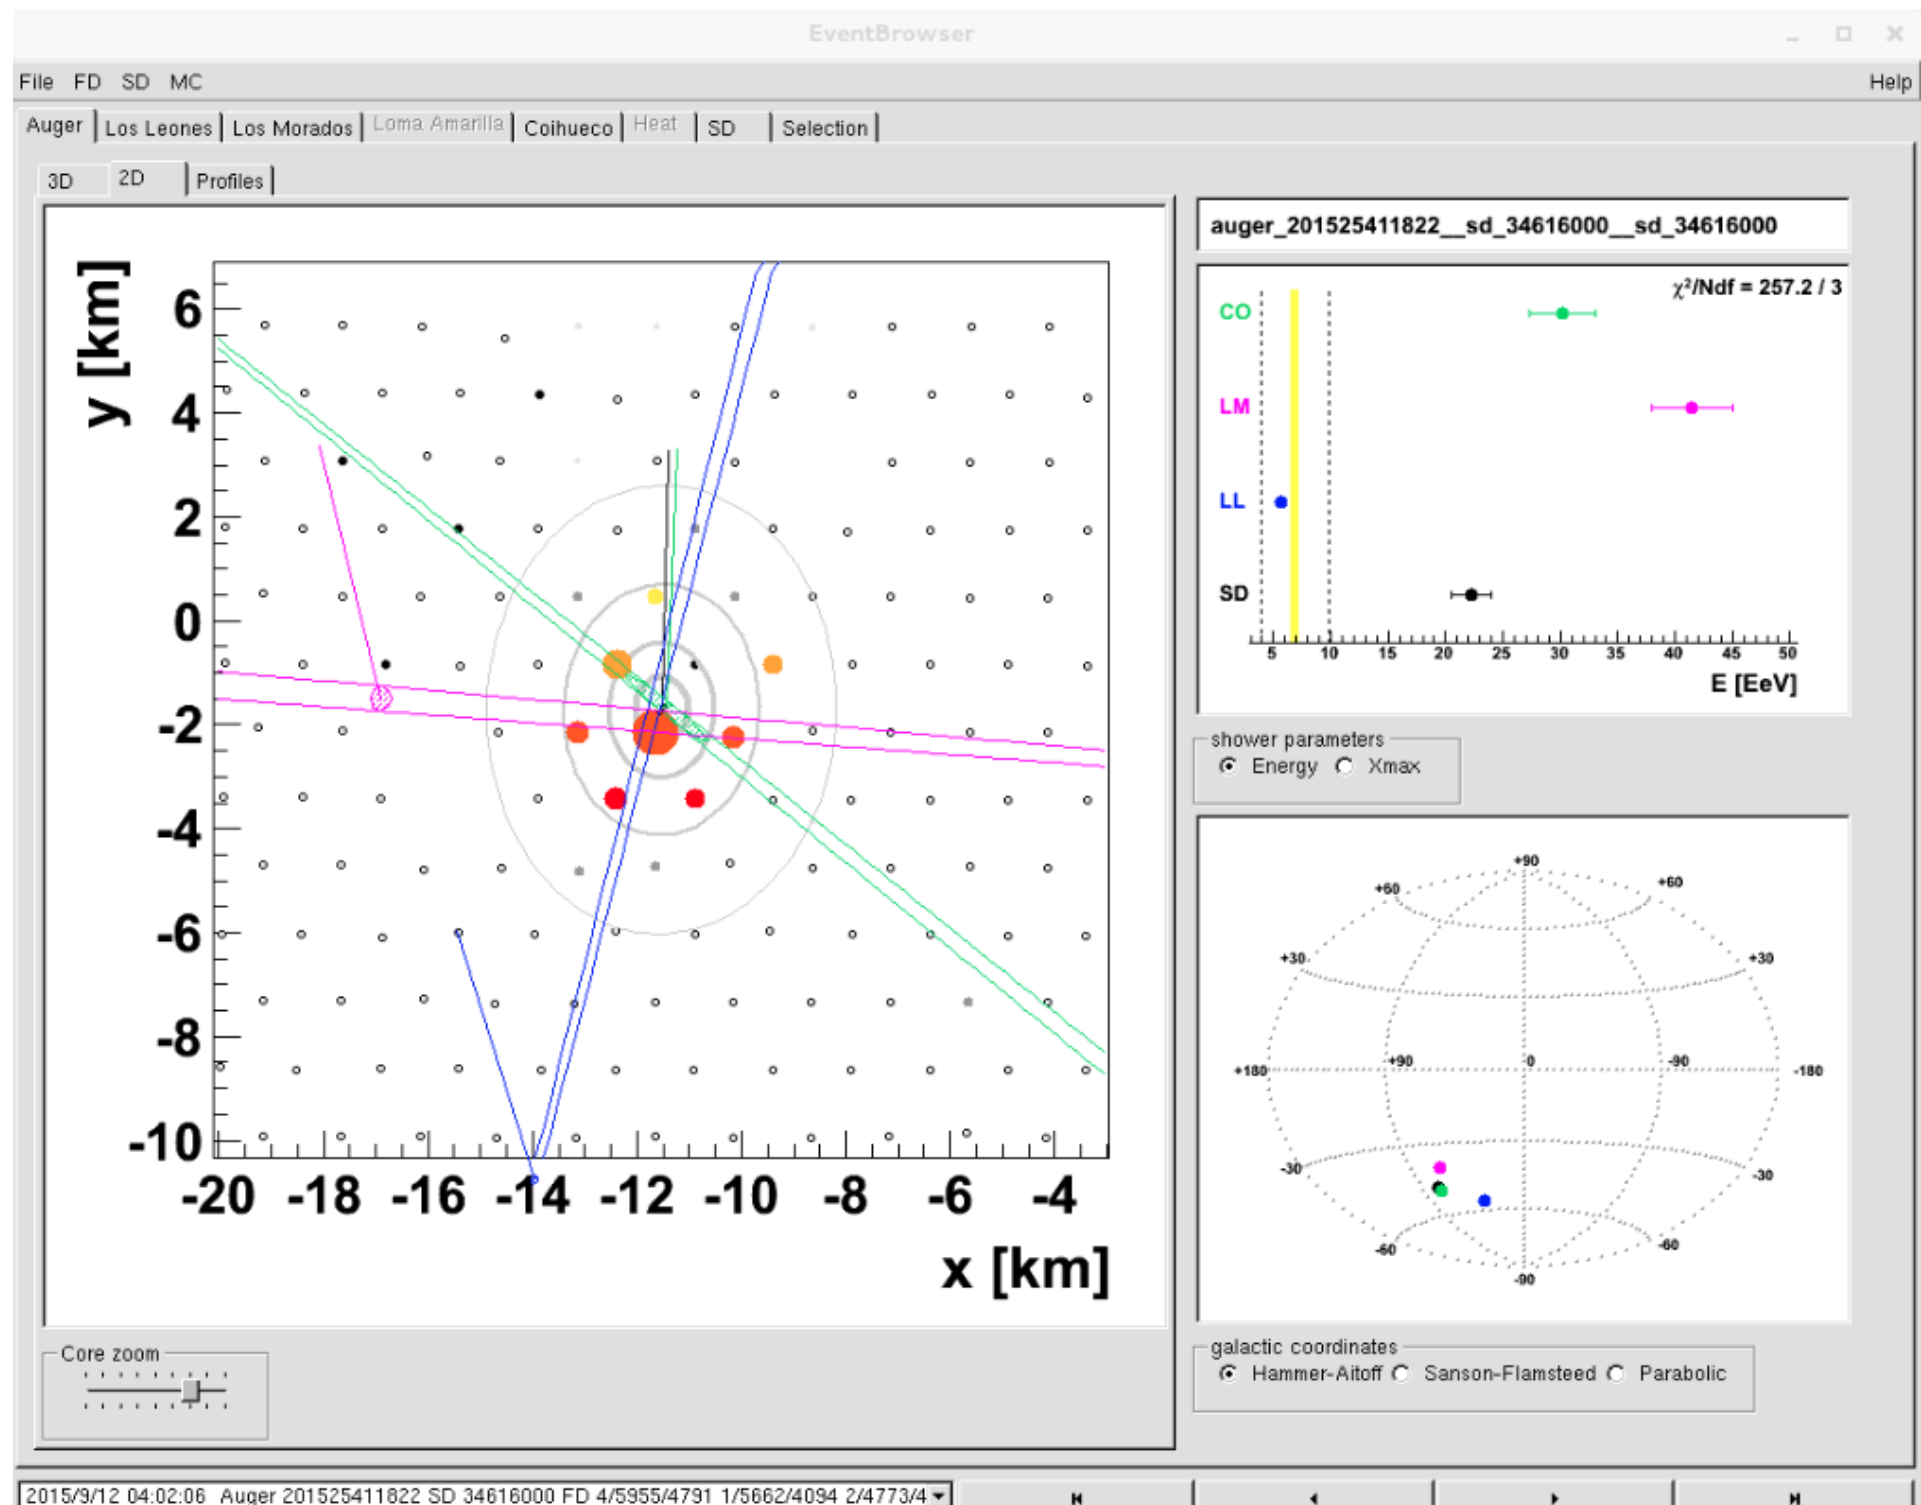 EventBrowser
File FD SD MC Help
Auger Los Leones Los Morados Loma Amarilla Coihueco Heat SD Selection
3D 2D Profiles
auger_201525411822__sd_34616000__sd_34616000
χ²/Ndf = 257.2 / 3
CO
LM
LL
SD
5 10 15 20 25 30 35 40 45 50
E [EeV]
y [km]
6
4
2
0
-2
-4
-6
-8
-10
-20 -18 -16 -14 -12 -10 -8 -6 -4
x [km]
shower parameters
Energy Xmax
+90
+60 +60
+30 +30
+180 +90 0 -90 -180
-30 -30
-60 -60
-90
Core zoom
galactic coordinates
Hammer-Aitoff Sanson-Flamsteed Parabolic
2015/9/12 04:02:06 Auger 201525411822 SD 34616000 FD 4/5955/4791 1/5662/4094 2/4773/4